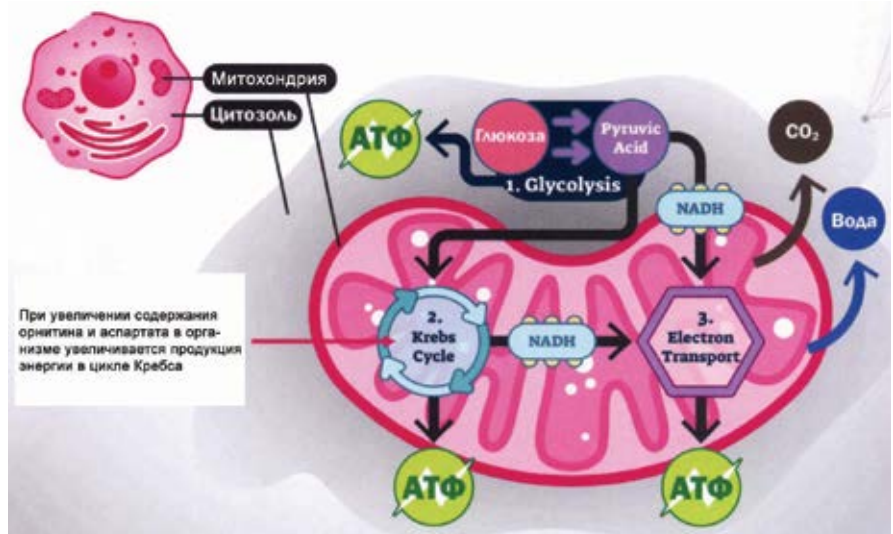 Митохондрия
Цитозоль
АТФ
Глюкоза
Pyruvic
Acid
1. Glycolysis
NADH
CO₂
Вода
При увеличении содержания
орнитина и аспартата в орга-
низме увеличивается продукция
энергии в цикле Кребса
2.
Krebs
Cycle
NADH
3.
Electron
Transport
АТФ
АТФ